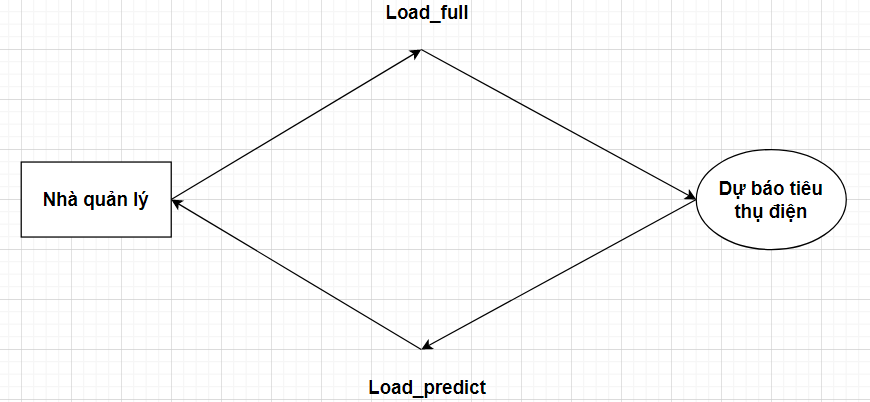 Load_full
Nhà quản lý
Dự báo tiêu
thụ điện
Load_predict